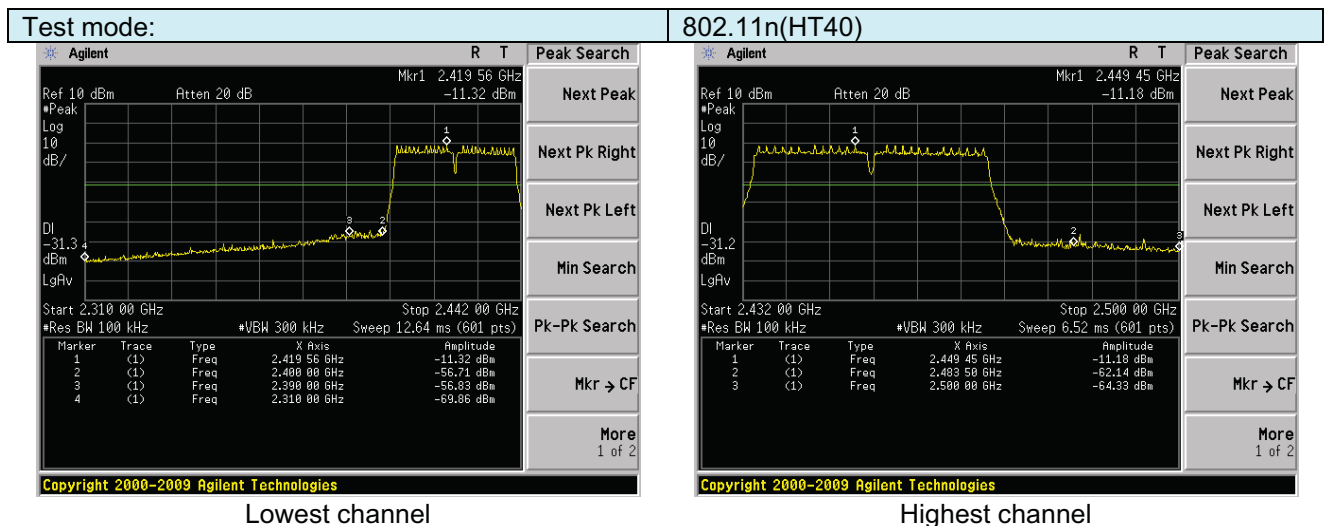 Test mode: 802.11n(HT40)
Agilent R T Peak Search
Mkr1 2.419 56 GHz
Ref 10 dBm Atten 20 dB -11.32 dBm
#Peak
Log
10
dB/
1
3 2
4
DI
-31.3
dBm
LgAv
Start 2.310 00 GHz Stop 2.442 00 GHz
#Res BW 100 kHz #VBW 300 kHz Sweep 12.64 ms (601 pts)
Marker Trace Type X Axis Amplitude
1 (1) Freq 2.419 56 GHz -11.32 dBm
2 (1) Freq 2.400 00 GHz -56.71 dBm
3 (1) Freq 2.390 00 GHz -56.83 dBm
4 (1) Freq 2.310 00 GHz -69.86 dBm
Next Peak
Next Pk Right
Next Pk Left
Min Search
Pk-Pk Search
Mkr → CF
More
1 of 2
Copyright 2000-2009 Agilent Technologies
Lowest channel
Agilent R T Peak Search
Mkr1 2.449 45 GHz
Ref 10 dBm Atten 20 dB -11.18 dBm
#Peak
Log
10
dB/
1
2
3
DI
-31.2
dBm
LgAv
Start 2.432 00 GHz Stop 2.500 00 GHz
#Res BW 100 kHz #VBW 300 kHz Sweep 6.52 ms (601 pts)
Marker Trace Type X Axis Amplitude
1 (1) Freq 2.449 45 GHz -11.18 dBm
2 (1) Freq 2.483 50 GHz -62.14 dBm
3 (1) Freq 2.500 00 GHz -64.33 dBm
Next Peak
Next Pk Right
Next Pk Left
Min Search
Pk-Pk Search
Mkr → CF
More
1 of 2
Copyright 2000-2009 Agilent Technologies
Highest channel